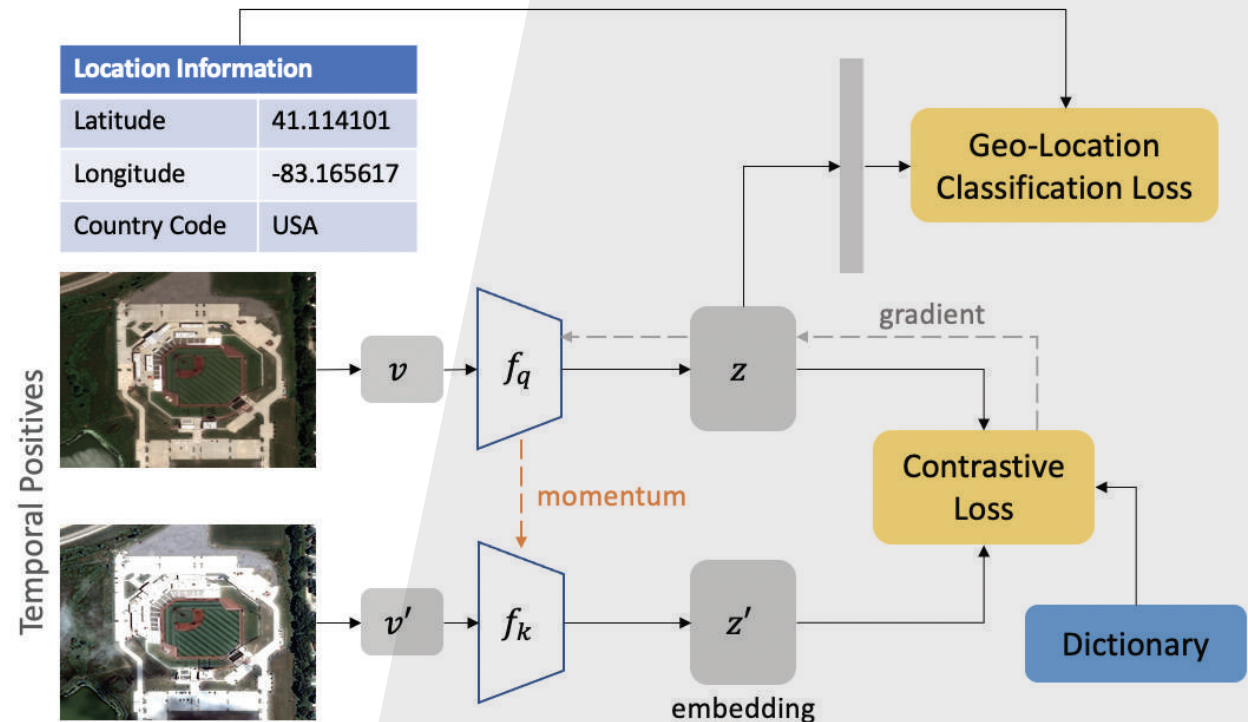 Location Information
Latitude 41.114101
Longitude -83.165617
Country Code USA
Geo-Location
Classification Loss
Temporal Positives
v
f_q
z
gradient
momentum
Contrastive
Loss
v'
f_k
z'
embedding
Dictionary